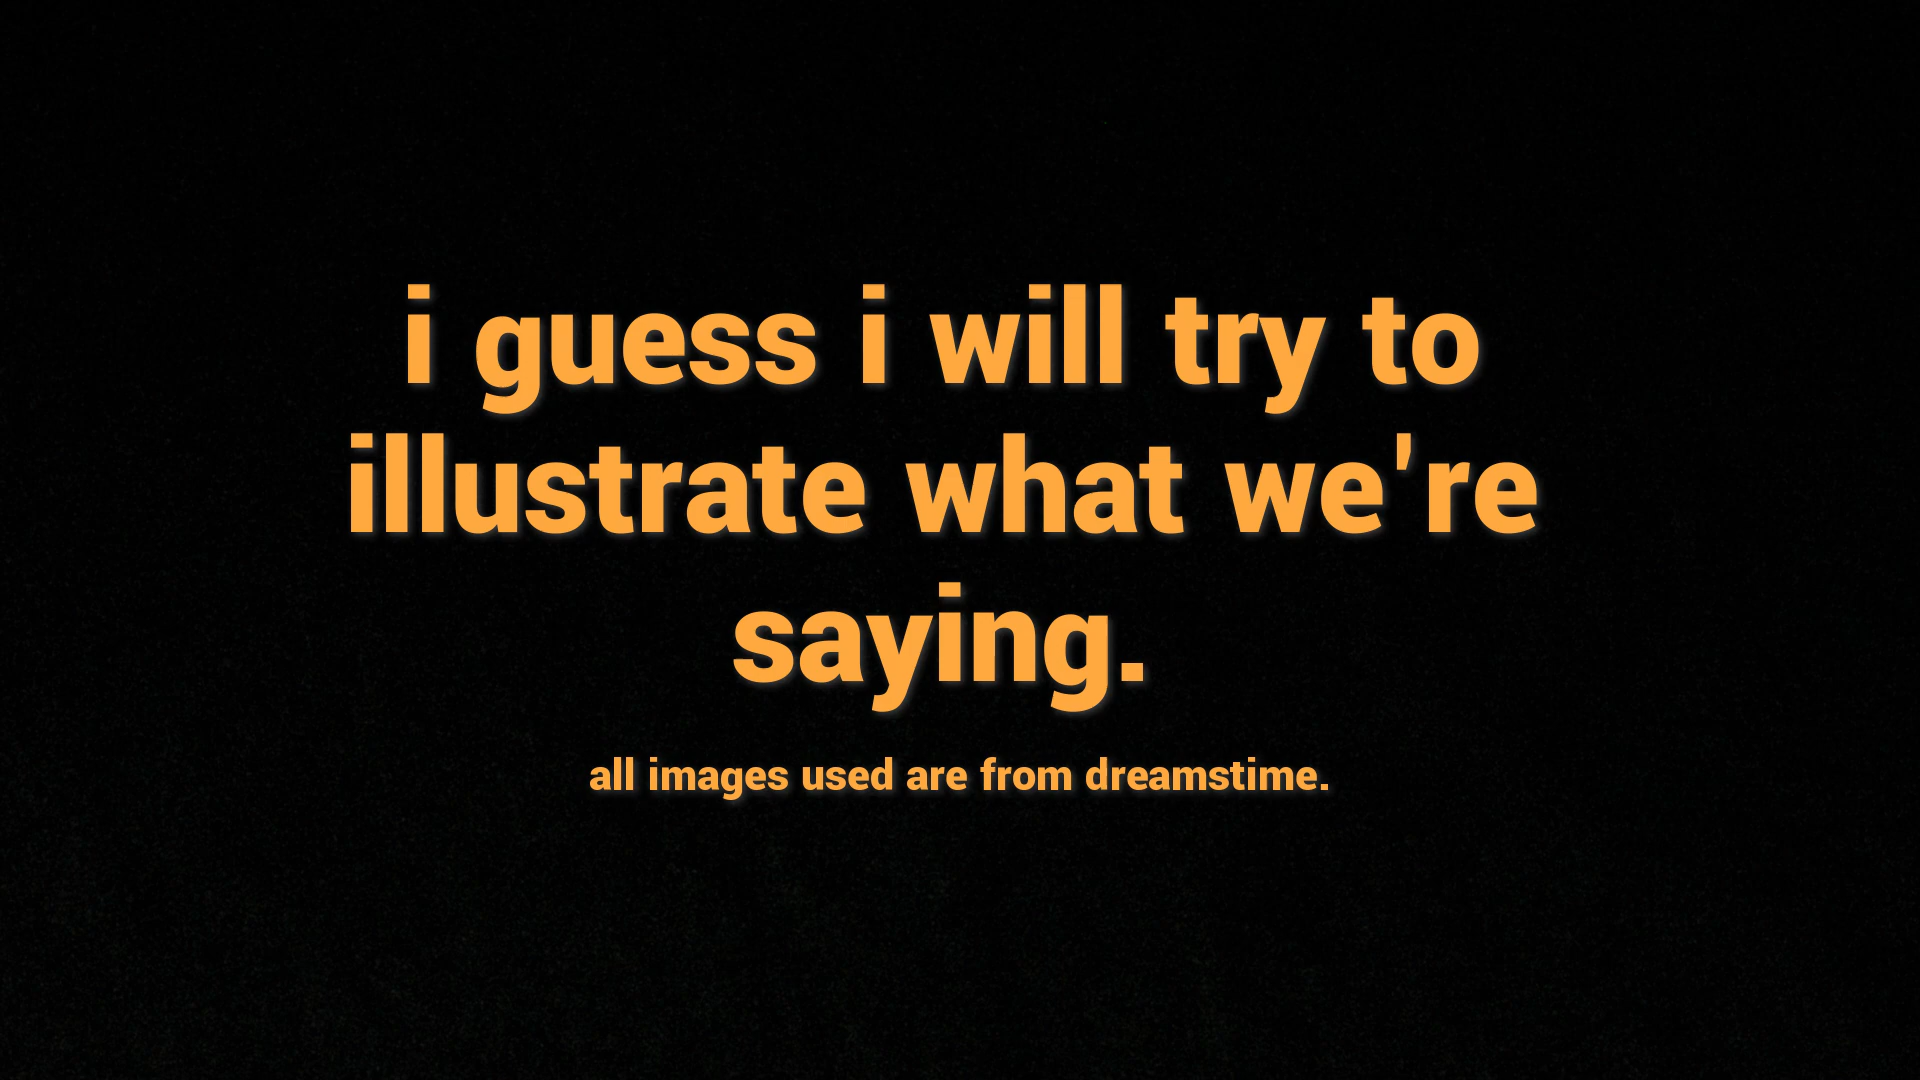 i guess i will try to
illustrate what we're
saying.
all images used are from dreamstime.